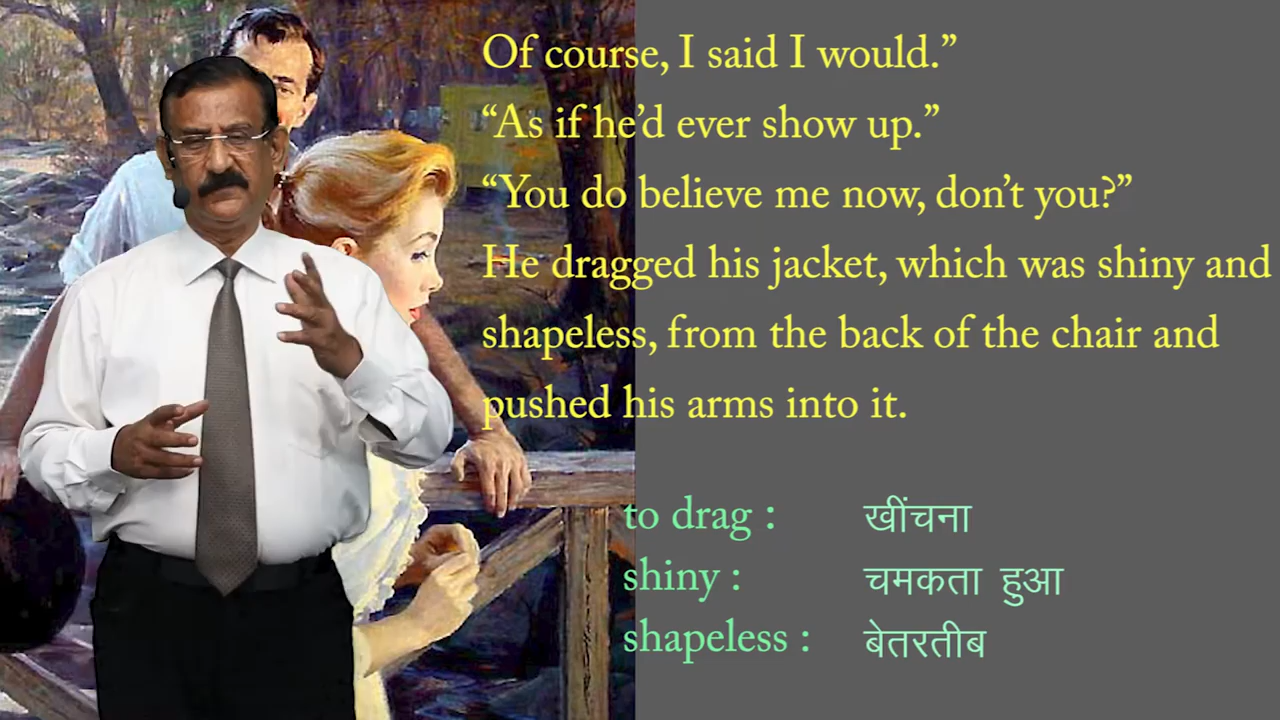 Of course, I said I would.”
“As if he’d ever show up.”
“You do believe me now, don’t you?”
He dragged his jacket, which was shiny and
shapeless, from the back of the chair and
pushed his arms into it.
to drag : खींचना
shiny : चमकता हुआ
shapeless : बेतरतीब